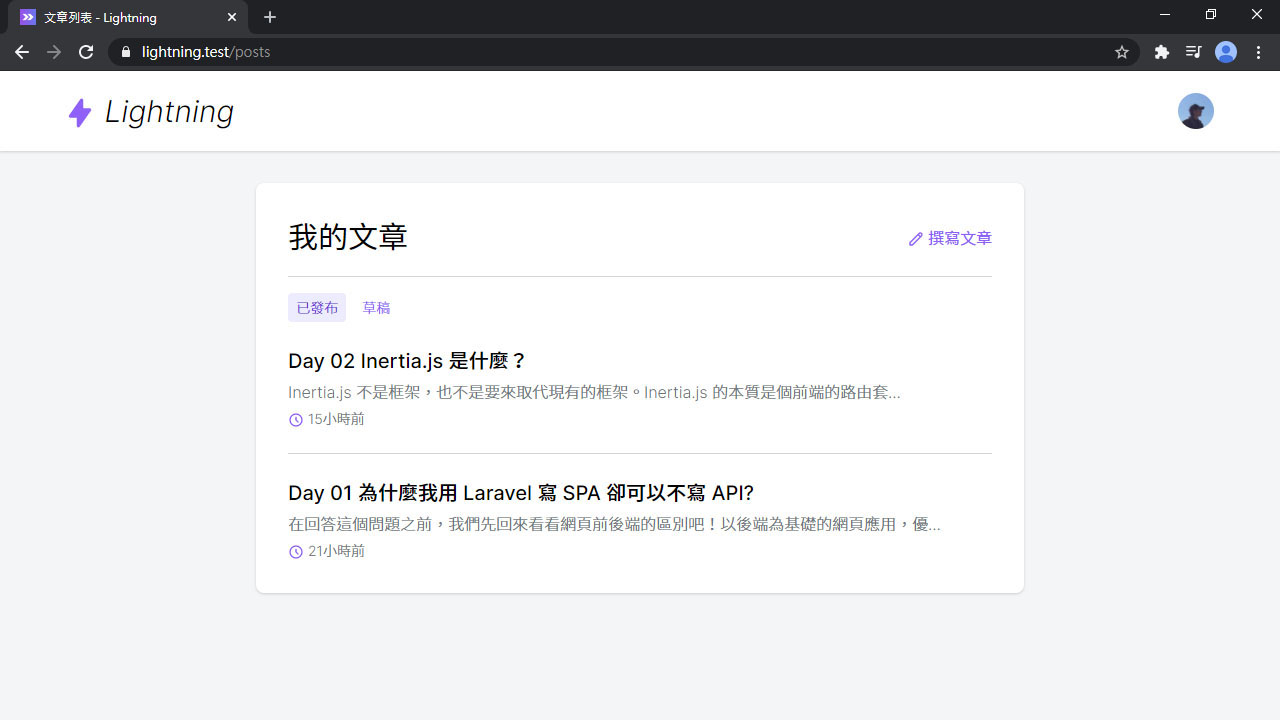 文章列表 - Lightning
lightning.test/posts
Lightning
我的文章
撰寫文章
已發布 草稿
Day 02 Inertia.js 是什麼？
Inertia.js 不是框架，也不是要來取代現有的框架。Inertia.js 的本質是個前端的路由套...
15小時前
Day 01 為什麼我用 Laravel 寫 SPA 卻可以不寫 API?
在回答這個問題之前，我們先回來看看網頁前後端的區別吧！以後端為基礎的網頁應用，優...
21小時前